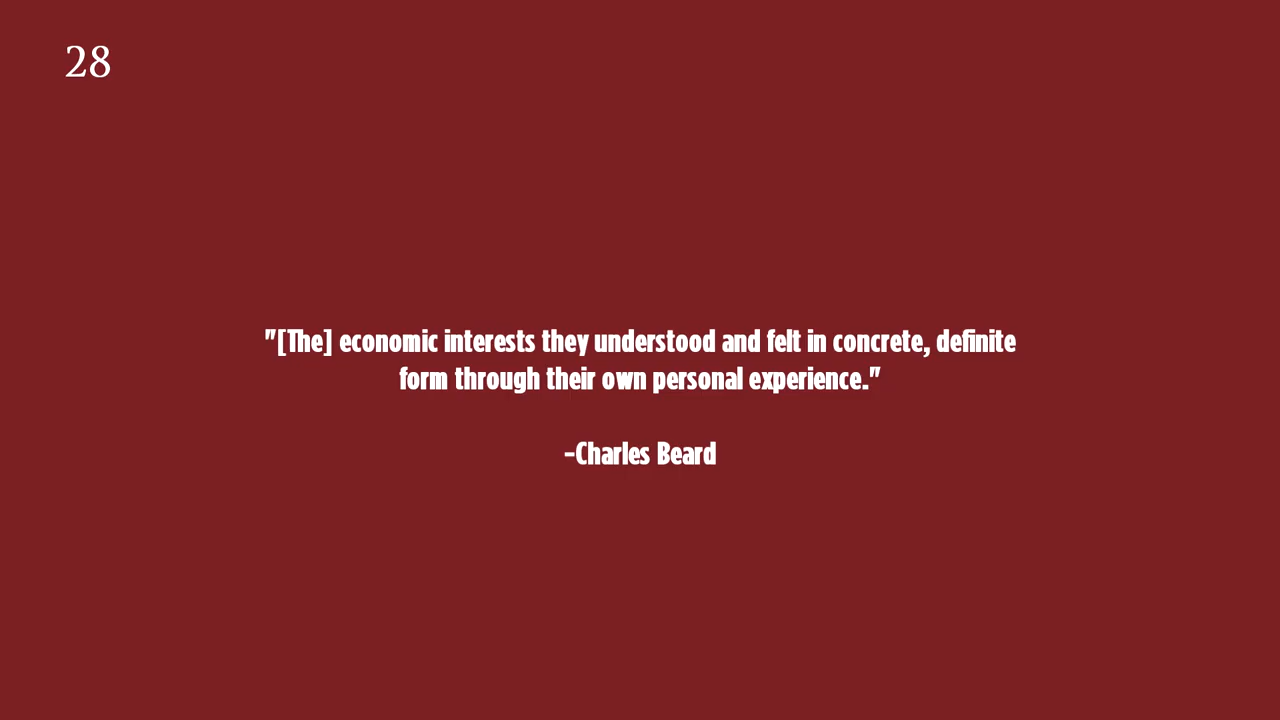 28
"[The] economic interests they understood and felt in concrete, definite
form through their own personal experience."
-Charles Beard